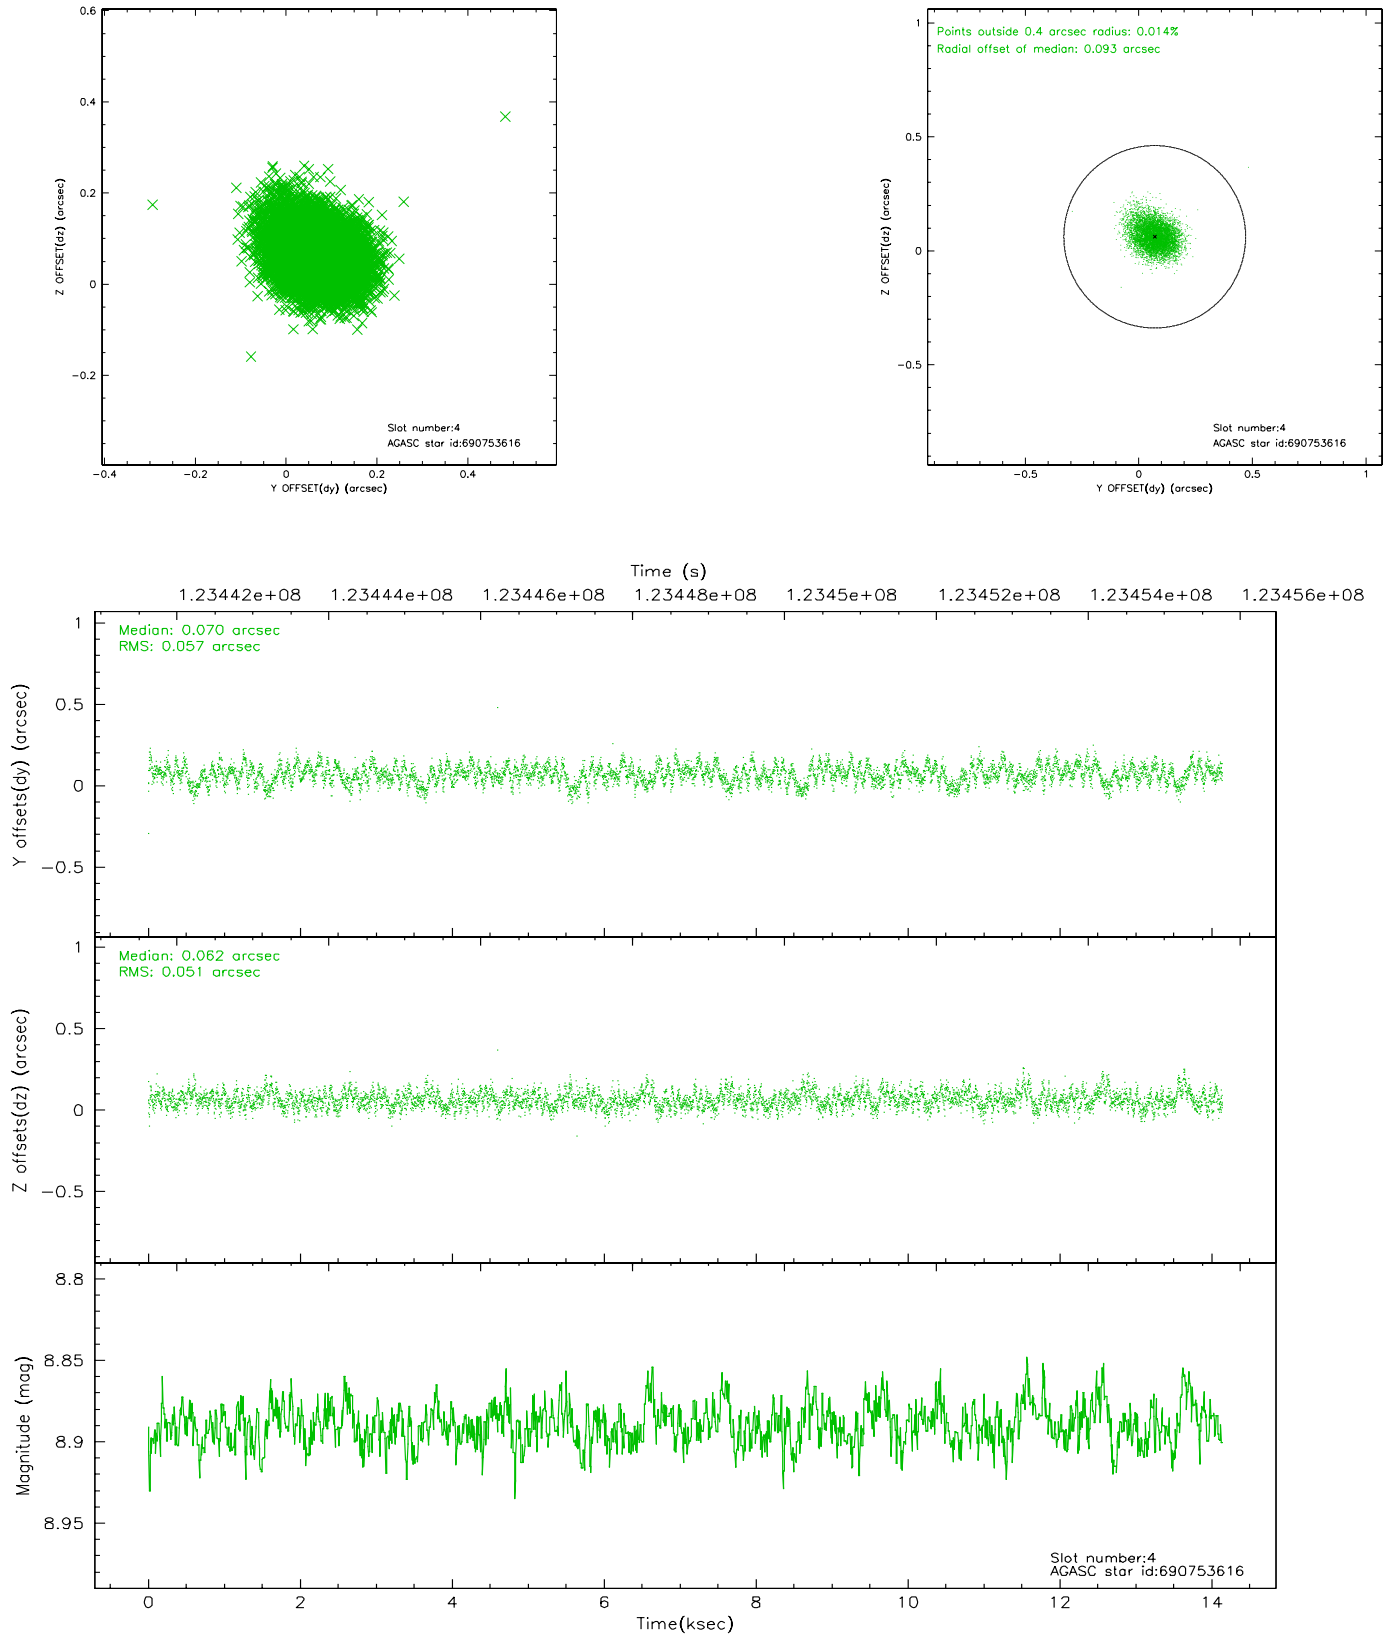 0.6
0.4
0.2
0
−0.2
Z OFFSET(dz) (arcsec)
Slot number:4
AGASC star id:690753616
−0.4 −0.2 0 0.2 0.4
Y OFFSET(dy) (arcsec)
Points outside 0.4 arcsec radius: 0.014%
Radial offset of median: 0.093 arcsec
1
0.5
0
−0.5
Z OFFSET(dz) (arcsec)
Slot number:4
AGASC star id:690753616
−0.5 0 0.5 1
Y OFFSET(dy) (arcsec)
Time (s)
1.23442e+08 1.23444e+08 1.23446e+08 1.23448e+08 1.2345e+08 1.23452e+08 1.23454e+08 1.23456e+08
Median: 0.070 arcsec
RMS: 0.057 arcsec
1
0.5
0
−0.5
Y offsets(dy) (arcsec)
Median: 0.062 arcsec
RMS: 0.051 arcsec
1
0.5
0
−0.5
Z offsets(dz) (arcsec)
8.8
8.85
8.9
8.95
Magnitude (mag)
Slot number:4
AGASC star id:690753616
0 2 4 6 8 10 12 14
Time(ksec)